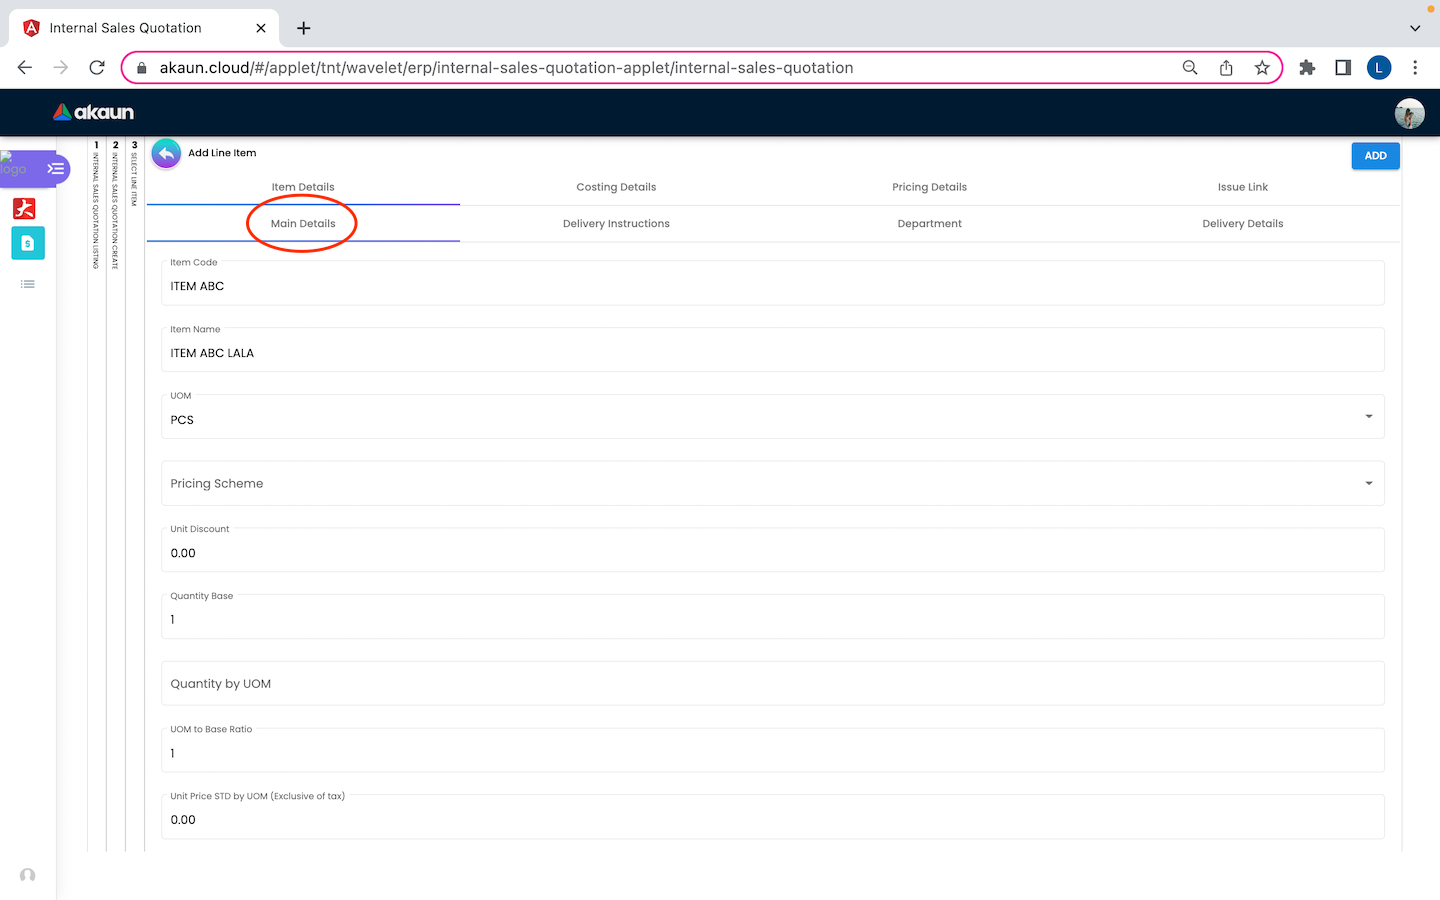 Internal Sales Quotation
akaun.cloud/#/applet/tnt/wavelet/erp/internal-sales-quotation-applet/internal-sales-quotation
L
akaun
logo
1 INTERNAL SALES QUOTATION LISTING
2 INTERNAL SALES QUOTATION CREATE
3 SELECT LINE ITEM
Add Line Item
ADD
Item Details Costing Details Pricing Details Issue Link
Main Details Delivery Instructions Department Delivery Details
Item Code
ITEM ABC
Item Name
ITEM ABC LALA
UOM
PCS
Pricing Scheme
Unit Discount
0.00
Quantity Base
1
Quantity by UOM
UOM to Base Ratio
1
Unit Price STD by UOM (Exclusive of tax)
0.00